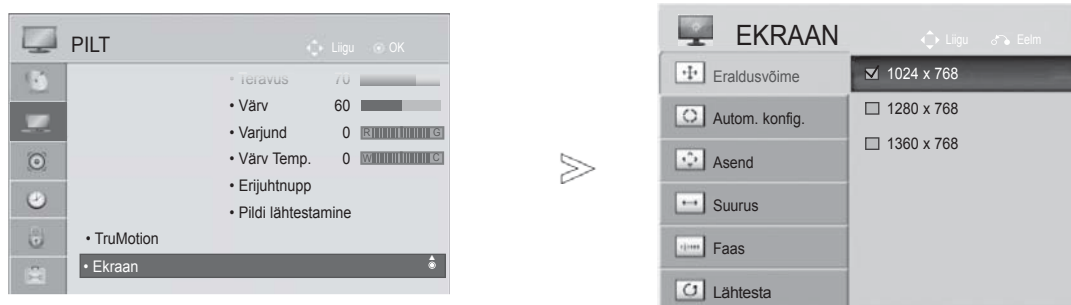 PILT
Liigu OK
• Teravus 70
• Värv 60
• Varjund 0 R G
• Värv Temp. 0 W C
• Erijuhtnupp
• Pildi lähtestamine
• TruMotion
• Ekraan
EKRAAN
Liigu Eelm
Eraldusvõime
Autom. konfig.
Asend
Suurus
Faas
Lähtesta
1024 x 768
1280 x 768
1360 x 768